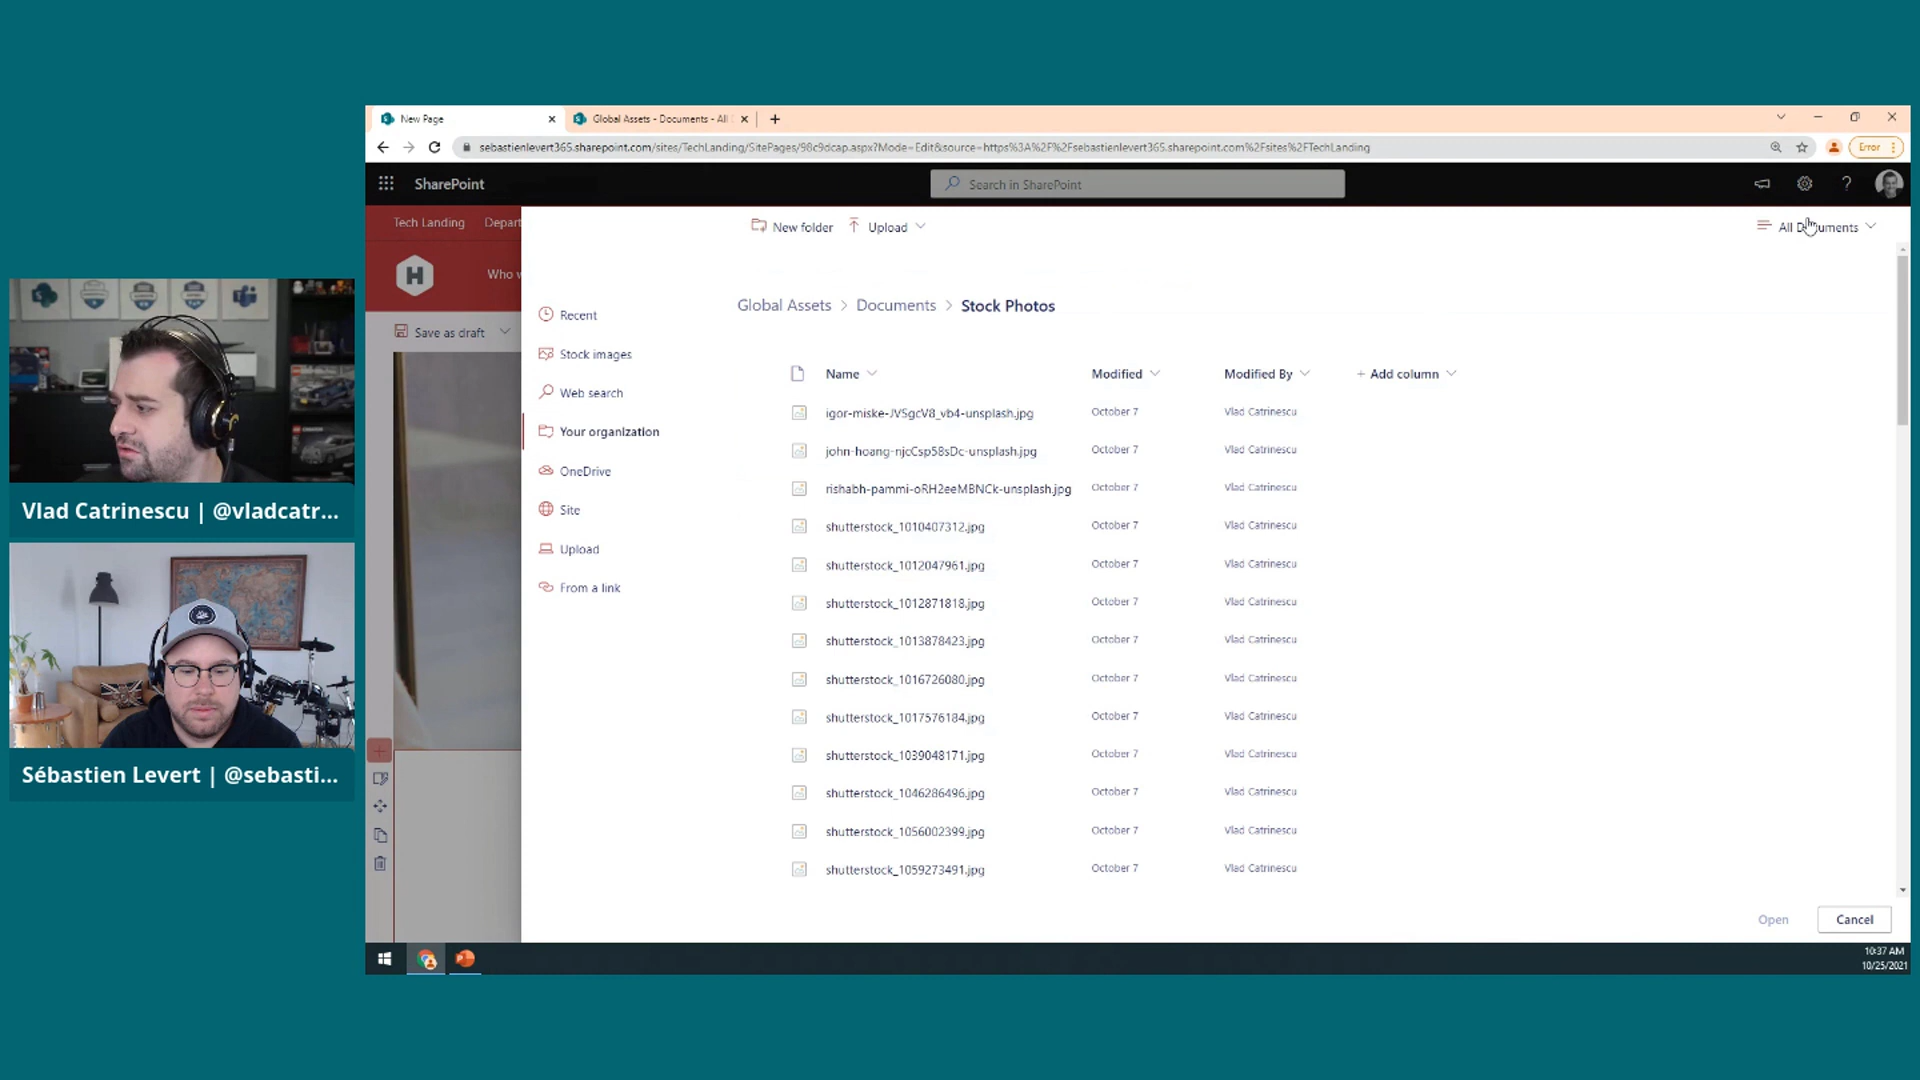 New Page
Global Assets - Documents - All
sebastienlevert365.sharepoint.com/sites/TechLanding/SitePages/98c9dcap.aspx?Mode=Edit&source=https%3A%2F%2Fsebastienlevert365.sharepoint.com%2Fsites%2FTechLanding
Error
SharePoint
Search in SharePoint
Tech Landing Depart
New folder Upload
All Documents
H
Who w
Save as draft
Recent
Stock images
Web search
Your organization
OneDrive
Site
Upload
From a link
Global Assets > Documents > Stock Photos
Name Modified Modified By + Add column
igor-miske-JVSgcV8_vb4-unsplash.jpg October 7 Vlad Catrinescu
john-hoang-njcCsp58sDc-unsplash.jpg October 7 Vlad Catrinescu
rishabh-pammi-oRH2eeMBNCk-unsplash.jpg October 7 Vlad Catrinescu
shutterstock_1010407312.jpg October 7 Vlad Catrinescu
shutterstock_1012047961.jpg October 7 Vlad Catrinescu
shutterstock_1012871818.jpg October 7 Vlad Catrinescu
shutterstock_1013878423.jpg October 7 Vlad Catrinescu
shutterstock_1016726080.jpg October 7 Vlad Catrinescu
shutterstock_1017576184.jpg October 7 Vlad Catrinescu
shutterstock_1039048171.jpg October 7 Vlad Catrinescu
shutterstock_1046286496.jpg October 7 Vlad Catrinescu
shutterstock_1056002399.jpg October 7 Vlad Catrinescu
shutterstock_1059273491.jpg October 7 Vlad Catrinescu
Open Cancel
10:37 AM
10/25/2021
Vlad Catrinescu | @vladcatr...
Sébastien Levert | @sebasti...